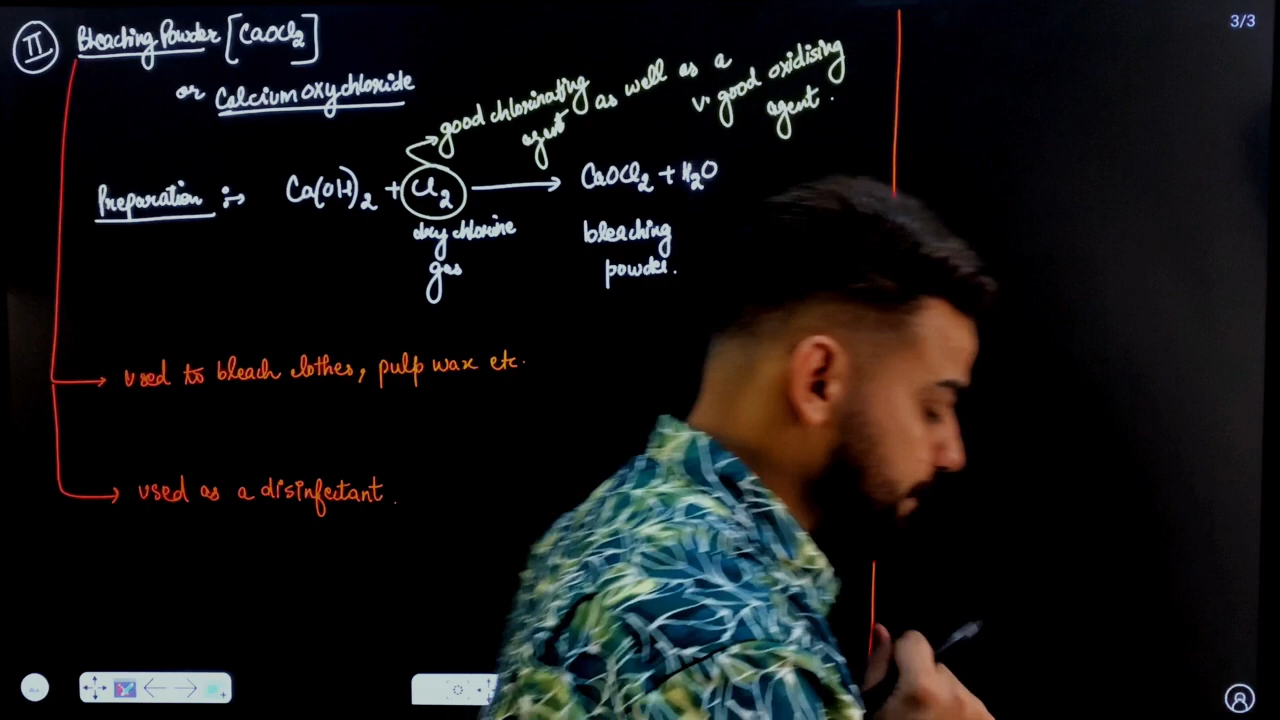 II Bleaching Powder [CaOCl2]
or Calcium oxychloride
good chlorinating agent as well as a v. good oxidising agent.
Preparation :→ Ca(OH)2 + Cl2 ⟶ CaOCl2 + H2O
dry chlorine gas
bleaching powder.
→ used to bleach clothes, pulp wax etc.
→ used as a disinfectant.
3/3